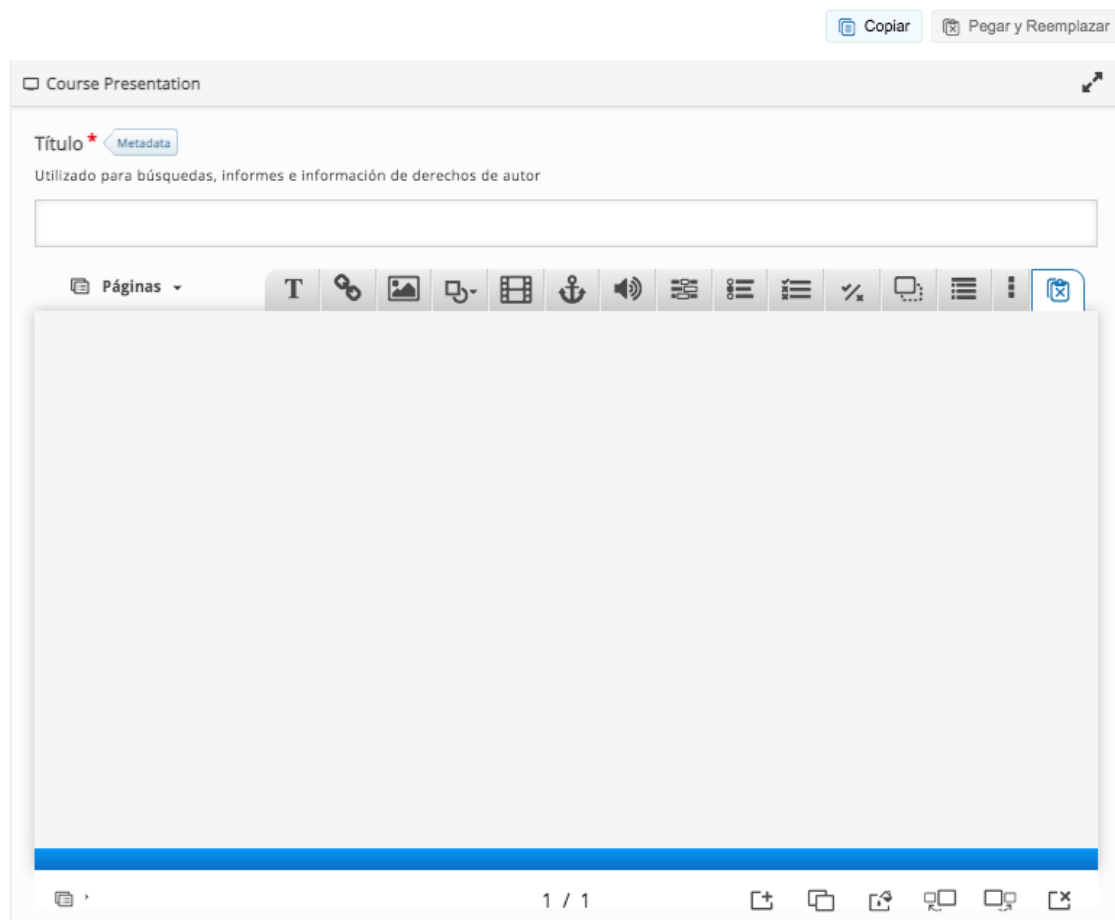 Copiar
Pegar y Reemplazar
Course Presentation
Título *
Metadata
Utilizado para búsquedas, informes e información de derechos de autor
Páginas
T
1 / 1